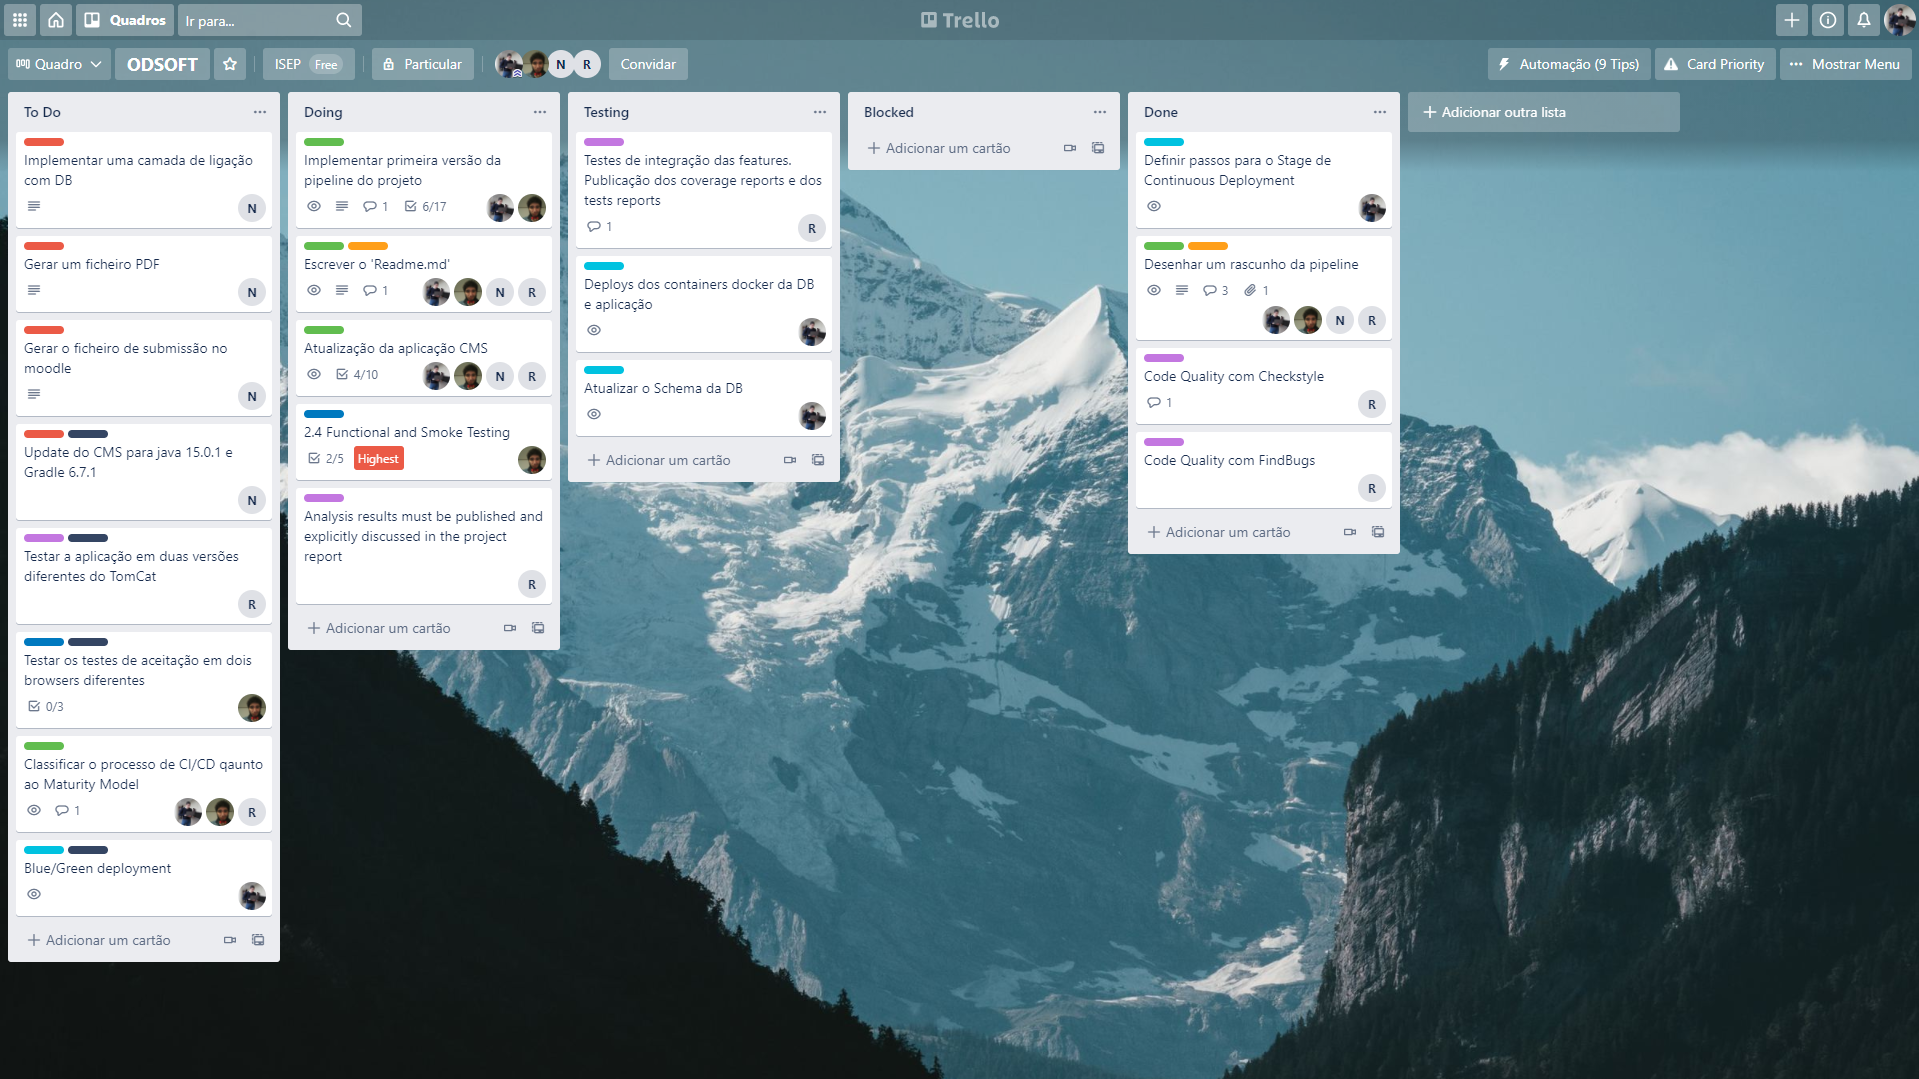 Quadros
Ir para...
Trello
Quadro
ODSOFT
ISEP Free
Particular
N
R
Convidar
Automação (9 Tips)
Card Priority
Mostrar Menu
To Do
Implementar uma camada de ligação
com DB
N
Gerar um ficheiro PDF
N
Gerar o ficheiro de submissão no
moodle
N
Update do CMS para java 15.0.1 e
Gradle 6.7.1
N
Testar a aplicação em duas versões
diferentes do TomCat
R
Testar os testes de aceitação em dois
browsers diferentes
0/3
Classificar o processo de CI/CD qaunto
ao Maturity Model
1 R
Blue/Green deployment
Adicionar um cartão
Doing
Implementar primeira versão da
pipeline do projeto
1 6/17
Escrever o 'Readme.md'
1 N R
Atualização da aplicação CMS
4/10 N R
2.4 Functional and Smoke Testing
2/5 Highest
Analysis results must be published and
explicitly discussed in the project
report
R
Adicionar um cartão
Testing
Testes de integração das features.
Publicação dos coverage reports e dos
tests reports
1 R
Deploys dos containers docker da DB
e aplicação
Atualizar o Schema da DB
Adicionar um cartão
Blocked
Adicionar um cartão
Done
Definir passos para o Stage de
Continuous Deployment
Desenhar um rascunho da pipeline
3 1
N R
Code Quality com Checkstyle
1 R
Code Quality com FindBugs
R
Adicionar um cartão
Adicionar outra lista